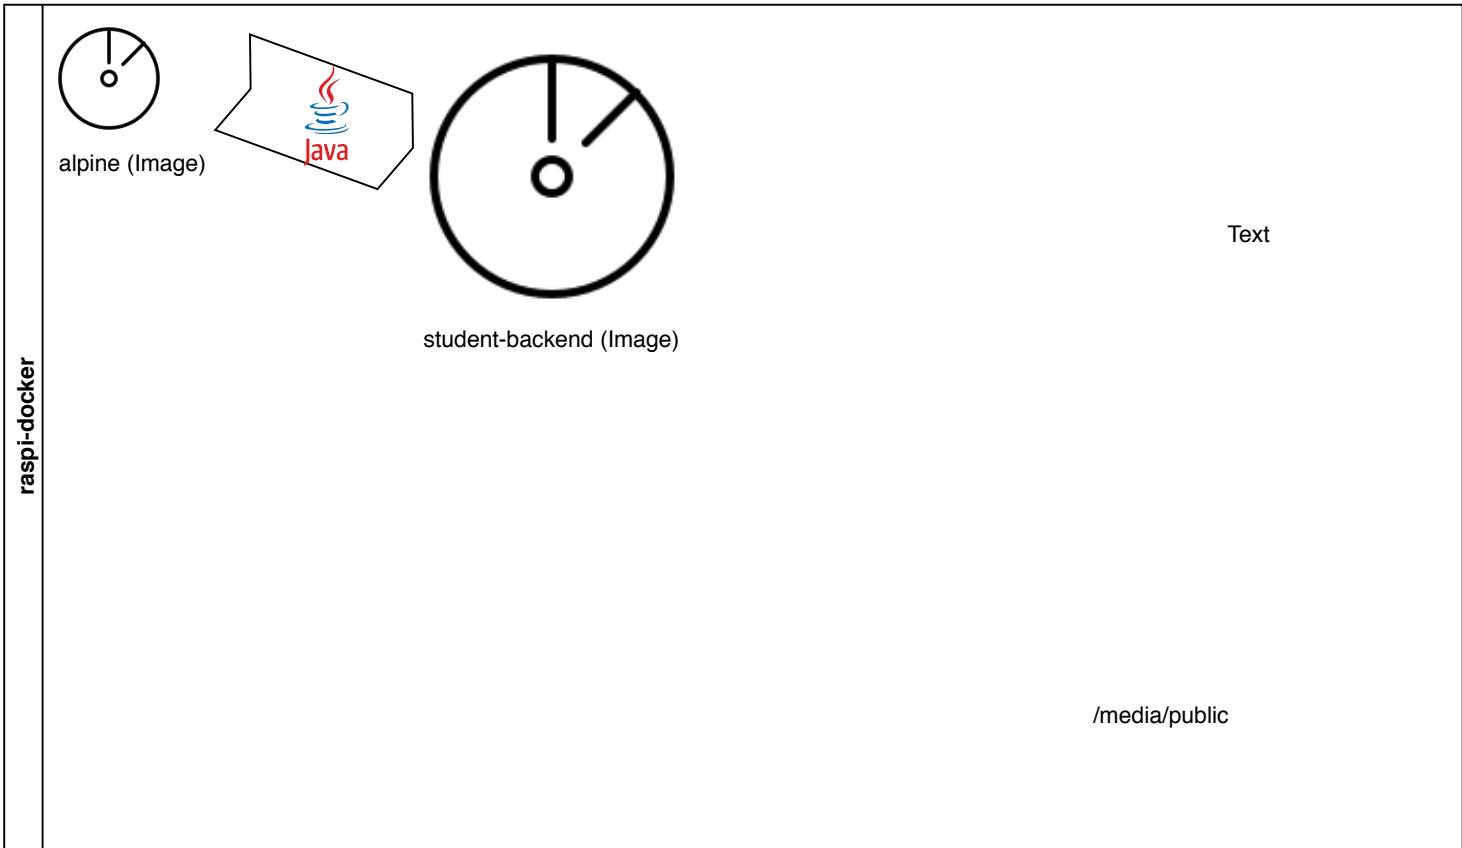 raspi-docker
alpine (Image)
Java
student-backend (Image)
Text
/media/public